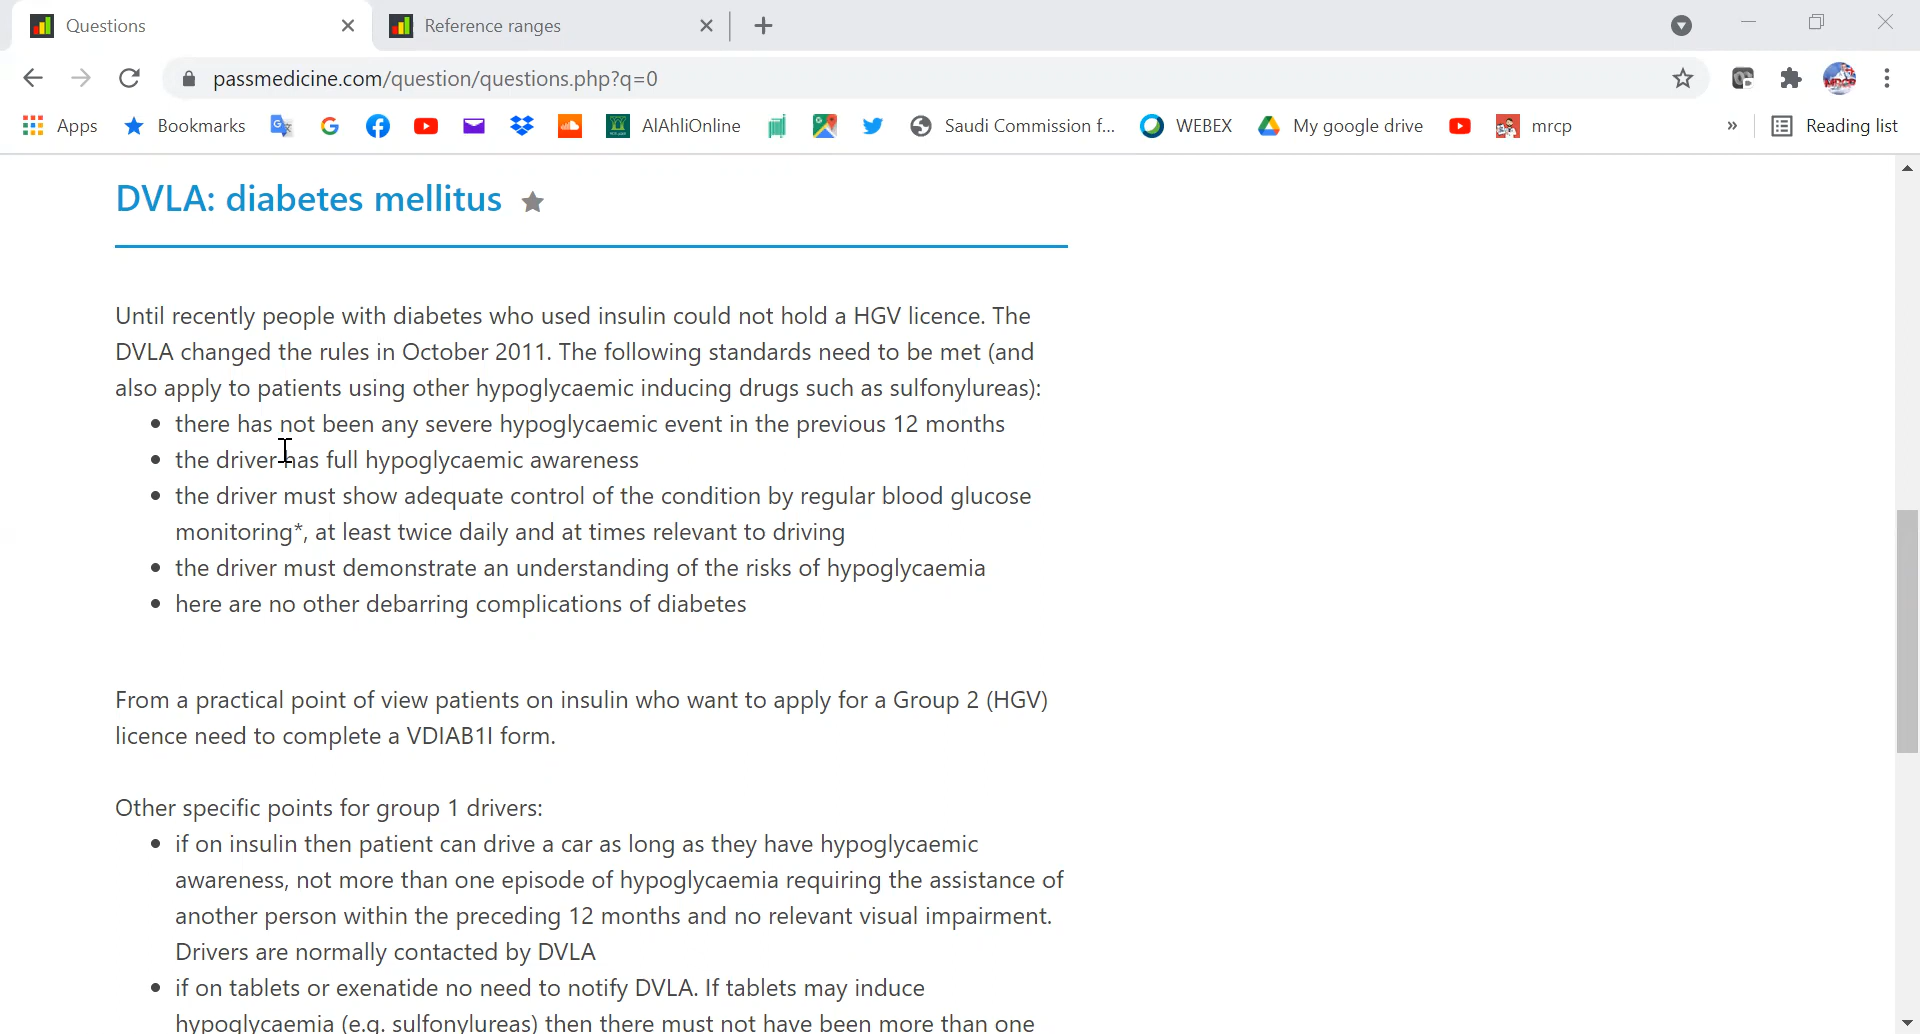 Questions
Reference ranges
passmedicine.com/question/questions.php?q=0
Apps
Bookmarks
AlAhliOnline
Saudi Commission f...
WEBEX
My google drive
mrcp
»
Reading list
DVLA: diabetes mellitus
Until recently people with diabetes who used insulin could not hold a HGV licence. The
DVLA changed the rules in October 2011. The following standards need to be met (and
also apply to patients using other hypoglycaemic inducing drugs such as sulfonylureas):
• there has not been any severe hypoglycaemic event in the previous 12 months
• the driver has full hypoglycaemic awareness
• the driver must show adequate control of the condition by regular blood glucose
monitoring*, at least twice daily and at times relevant to driving
• the driver must demonstrate an understanding of the risks of hypoglycaemia
• here are no other debarring complications of diabetes
From a practical point of view patients on insulin who want to apply for a Group 2 (HGV)
licence need to complete a VDIAB1I form.
Other specific points for group 1 drivers:
• if on insulin then patient can drive a car as long as they have hypoglycaemic
awareness, not more than one episode of hypoglycaemia requiring the assistance of
another person within the preceding 12 months and no relevant visual impairment.
Drivers are normally contacted by DVLA
• if on tablets or exenatide no need to notify DVLA. If tablets may induce
hypoglycaemia (e.g. sulfonylureas) then there must not have been more than one